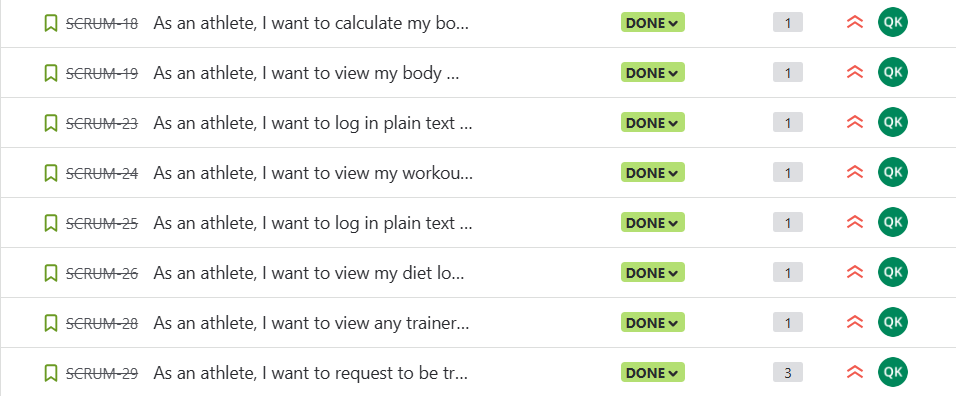 SCRUM-18 As an athlete, I want to calculate my bo... DONE 1 QK
SCRUM-19 As an athlete, I want to view my body ... DONE 1 QK
SCRUM-23 As an athlete, I want to log in plain text ... DONE 1 QK
SCRUM-24 As an athlete, I want to view my workou... DONE 1 QK
SCRUM-25 As an athlete, I want to log in plain text ... DONE 1 QK
SCRUM-26 As an athlete, I want to view my diet lo... DONE 1 QK
SCRUM-28 As an athlete, I want to view any trainer... DONE 1 QK
SCRUM-29 As an athlete, I want to request to be tr... DONE 3 QK